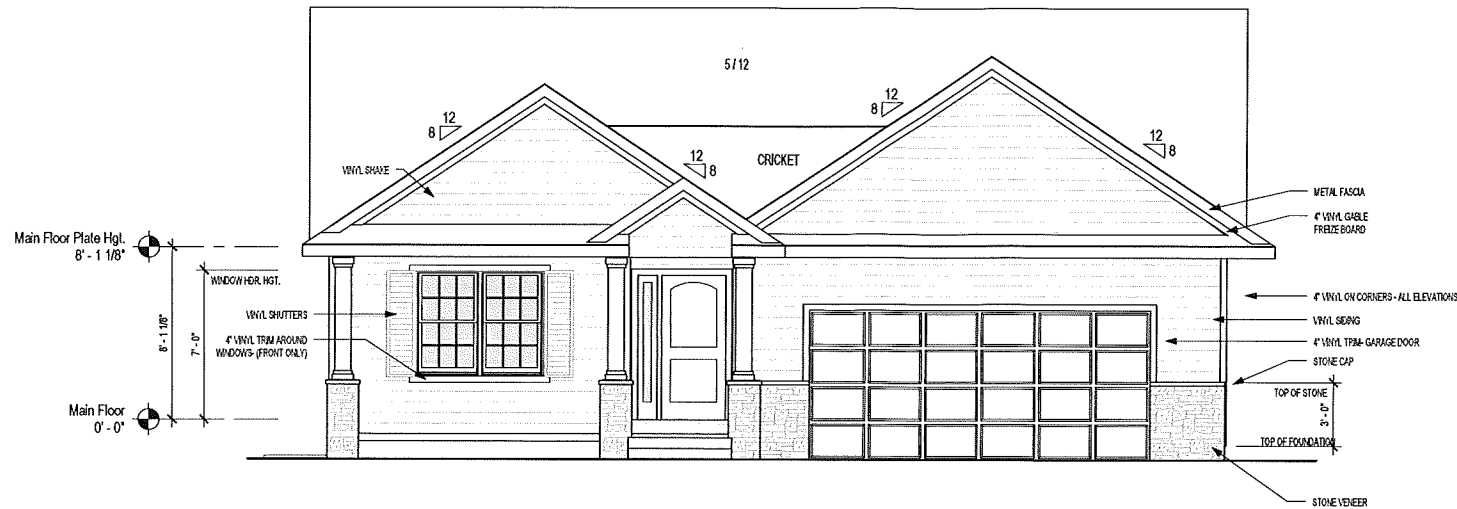 5 / 12
12
8
12
8
12
8
12
8
CRICKET
VINYL SHAKE
METAL FASCIA
4" VINYL GABLE
FREIZE BOARD
Main Floor Plate Hgt.
8' - 1 1/8"
WINDOW HDR. HGT.
8' - 1 1/8"
7' - 0"
VINYL SHUTTERS
4" VINYL TRIM AROUND
WINDOWS- (FRONT ONLY)
4" VINYL ON CORNERS - ALL ELEVATIONS
VINYL SIDING
4" VINYL TRIM- GARAGE DOOR
STONE CAP
TOP OF STONE
3' - 0"
Main Floor
0' - 0"
TOP OF FOUNDATION
STONE VENEER